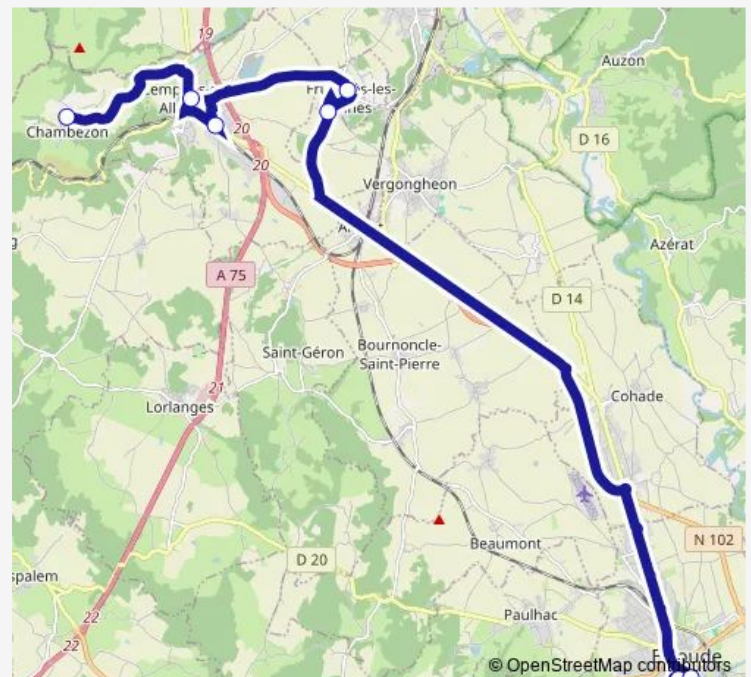 19
Auzon
Chambezon
20
D 16
20
Vergongheon
Azérat
A 75
D 14
Saint-Géron
Bournoncle-
Saint-Pierre
21
Lorlanges
Cohade
N 102
Beaumont
D 20
22
Paulhac
22
© OpenStreetMap contributors